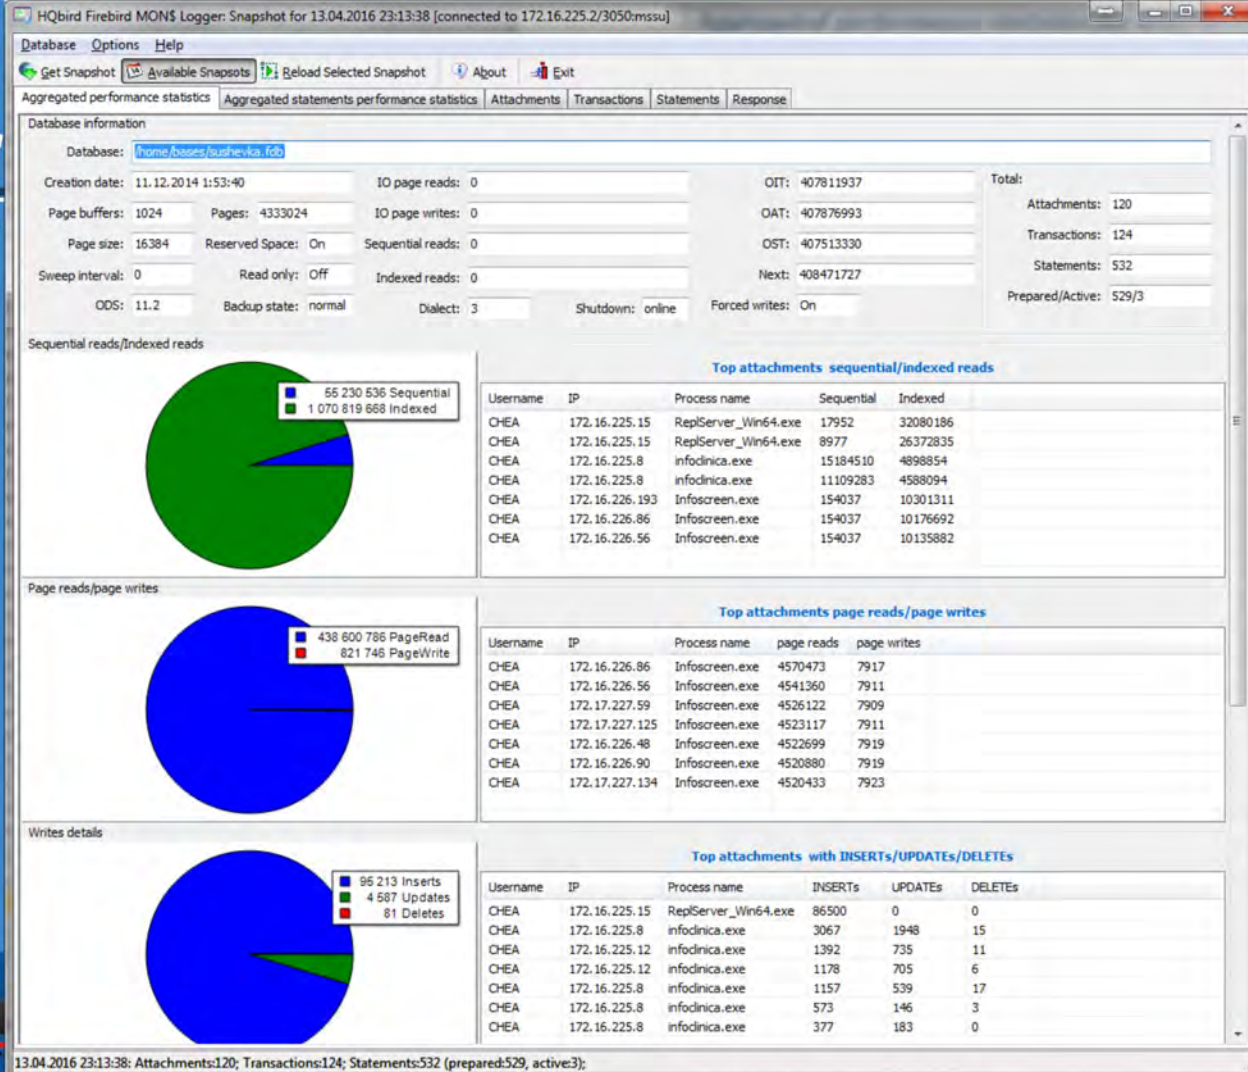 HQbird Firebird MON$ Logger: Snapshot for 13.04.2016 23:13:38 [connected to 172.16.225.2/3050:mssu]
Database Options Help
Get Snapshot Available Snapsots Reload Selected Snapshot About Exit
Aggregated performance statistics Aggregated statements performance statistics Attachments Transactions Statements Response
Database information
Database: /home/bases/sushevka.fdb
Creation date: 11.12.2014 1:53:40 IO page reads: 0 OIT: 407811937 Total:
Page buffers: 1024 Pages: 4333024 IO page writes: 0 OAT: 407876993 Attachments: 120
Page size: 16384 Reserved Space: On Sequential reads: 0 OST: 407513330 Transactions: 124
Sweep interval: 0 Read only: Off Indexed reads: 0 Next: 408471727 Statements: 532
ODS: 11.2 Backup state: normal Dialect: 3 Shutdown: online Forced writes: On Prepared/Active: 529/3
Sequential reads/Indexed reads
55 230 536 Sequential
1 070 819 668 Indexed
Top attachments sequential/indexed reads
Username IP Process name Sequential Indexed
CHEA 172.16.225.15 ReplServer_Win64.exe 17952 32080186
CHEA 172.16.225.15 ReplServer_Win64.exe 8977 26372835
CHEA 172.16.225.8 infoclinica.exe 15184510 4898854
CHEA 172.16.225.8 infoclinica.exe 11109283 4588094
CHEA 172.16.226.193 Infoscreen.exe 154037 10301311
CHEA 172.16.226.86 Infoscreen.exe 154037 10176692
CHEA 172.16.226.56 Infoscreen.exe 154037 10135882
Page reads/page writes
438 600 786 PageRead
821 746 PageWrite
Top attachments page reads/page writes
Username IP Process name page reads page writes
CHEA 172.16.226.86 Infoscreen.exe 4570473 7917
CHEA 172.16.226.56 Infoscreen.exe 4541360 7911
CHEA 172.17.227.59 Infoscreen.exe 4526122 7909
CHEA 172.17.227.125 Infoscreen.exe 4523117 7911
CHEA 172.16.226.48 Infoscreen.exe 4522699 7919
CHEA 172.16.226.90 Infoscreen.exe 4520880 7919
CHEA 172.17.227.134 Infoscreen.exe 4520433 7923
Writes details
95 213 Inserts
4 587 Updates
81 Deletes
Top attachments with INSERTs/UPDATEs/DELETEs
Username IP Process name INSERTs UPDATEs DELETEs
CHEA 172.16.225.15 ReplServer_Win64.exe 86500 0 0
CHEA 172.16.225.8 infoclinica.exe 3067 1948 15
CHEA 172.16.225.12 infoclinica.exe 1392 735 11
CHEA 172.16.225.12 infoclinica.exe 1178 705 6
CHEA 172.16.225.8 infoclinica.exe 1157 539 17
CHEA 172.16.225.8 infoclinica.exe 573 146 3
CHEA 172.16.225.8 infoclinica.exe 377 183 0
13.04.2016 23:13:38: Attachments:120; Transactions:124; Statements:532 (prepared:529, active:3);